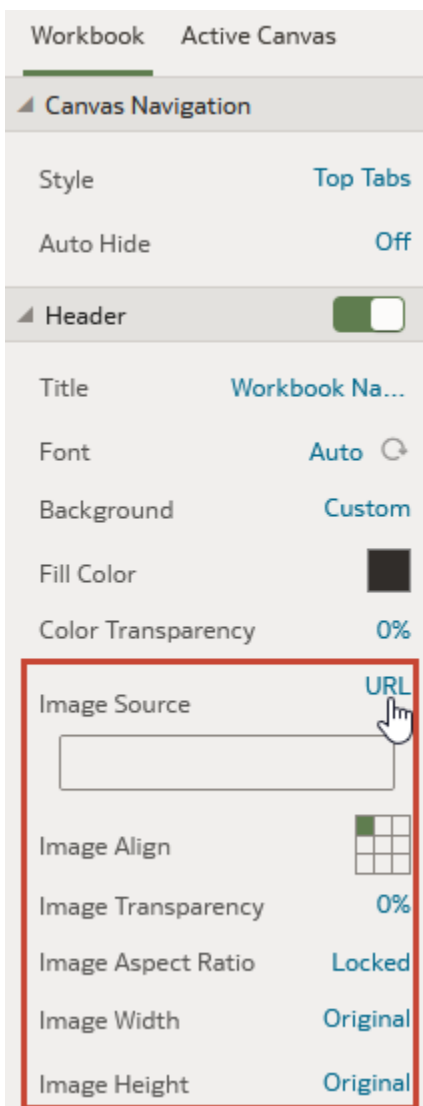 Workbook Active Canvas
Canvas Navigation
Style Top Tabs
Auto Hide Off
Header
Title Workbook Na...
Font Auto
Background Custom
Fill Color
Color Transparency 0%
Image Source URL
Image Align
Image Transparency 0%
Image Aspect Ratio Locked
Image Width Original
Image Height Original